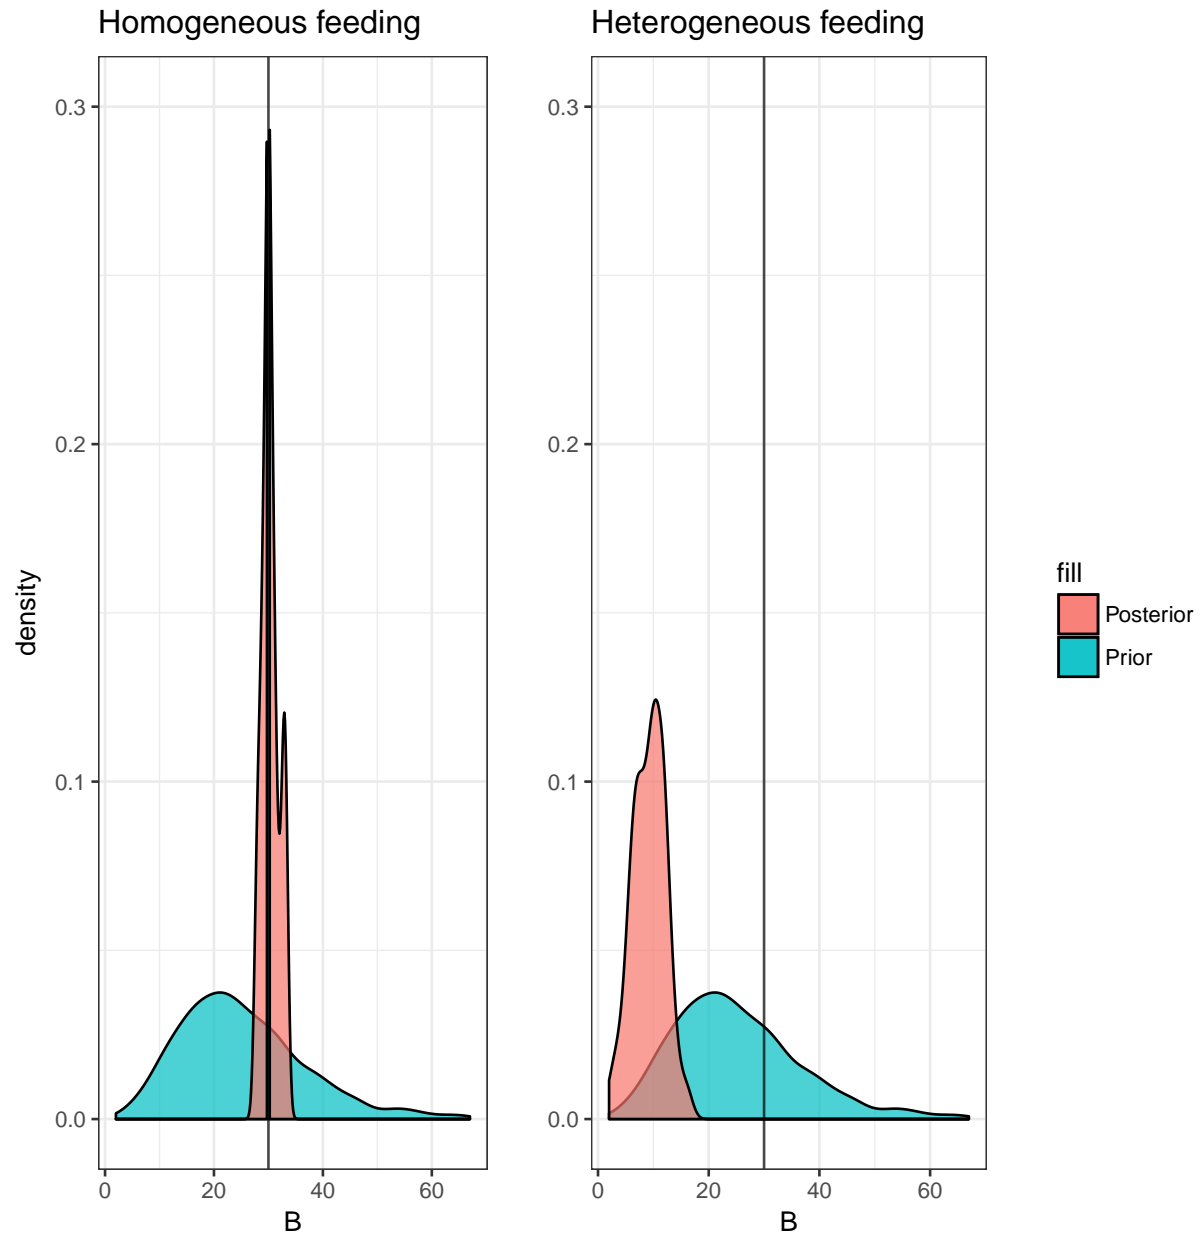 Homogeneous feeding
Heterogeneous feeding
density
0.3
0.2
0.1
0.0
0 20 40 60
B
0.3
0.2
0.1
0.0
0 20 40 60
B
fill
Posterior
Prior